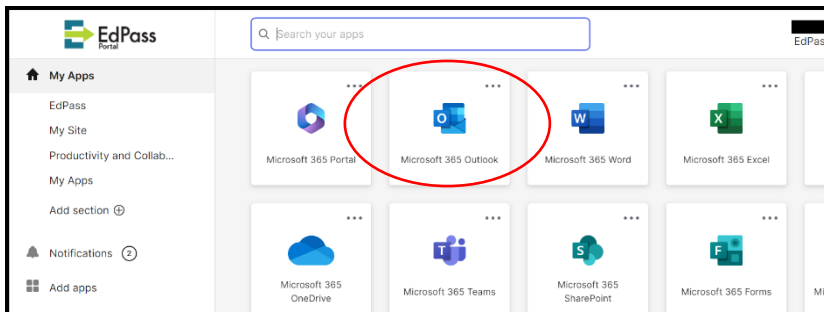 EdPass
Portal
Search your apps
EdPas
My Apps
EdPass
My Site
Productivity and Collab...
My Apps
Add section
Notifications 2
Add apps
Microsoft 365 Portal
Microsoft 365 Outlook
Microsoft 365 Word
Microsoft 365 Excel
Microsoft 365
OneDrive
Microsoft 365 Teams
Microsoft 365
SharePoint
Microsoft 365 Forms
Mi